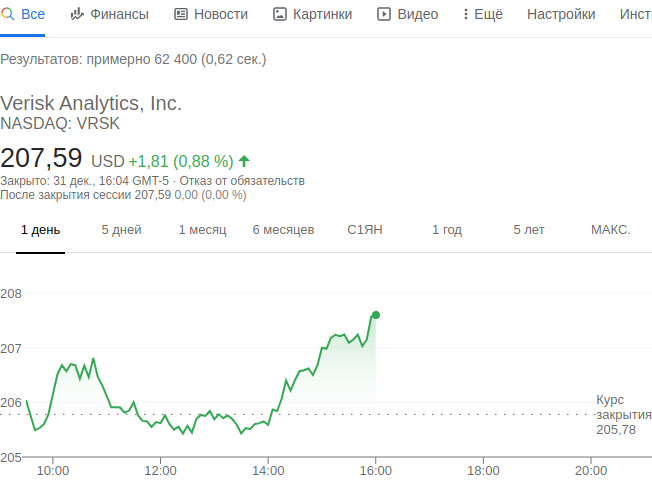 Все Финансы Новости Картинки Видео Ещё Настройки Инст
Результатов: примерно 62 400 (0,62 сек.)
Verisk Analytics, Inc.
NASDAQ: VRSK
207,59 USD +1,81 (0,88 %)
Закрыто: 31 дек., 16:04 GMT-5 · Отказ от обязательств
После закрытия сессии 207,59 0,00 (0,00 %)
1 день 5 дней 1 месяц 6 месяцев С1ЯН 1 год 5 лет МАКС.
208
207
206
Курс
закрытия
205,78
205
10:00 12:00 14:00 16:00 18:00 20:00